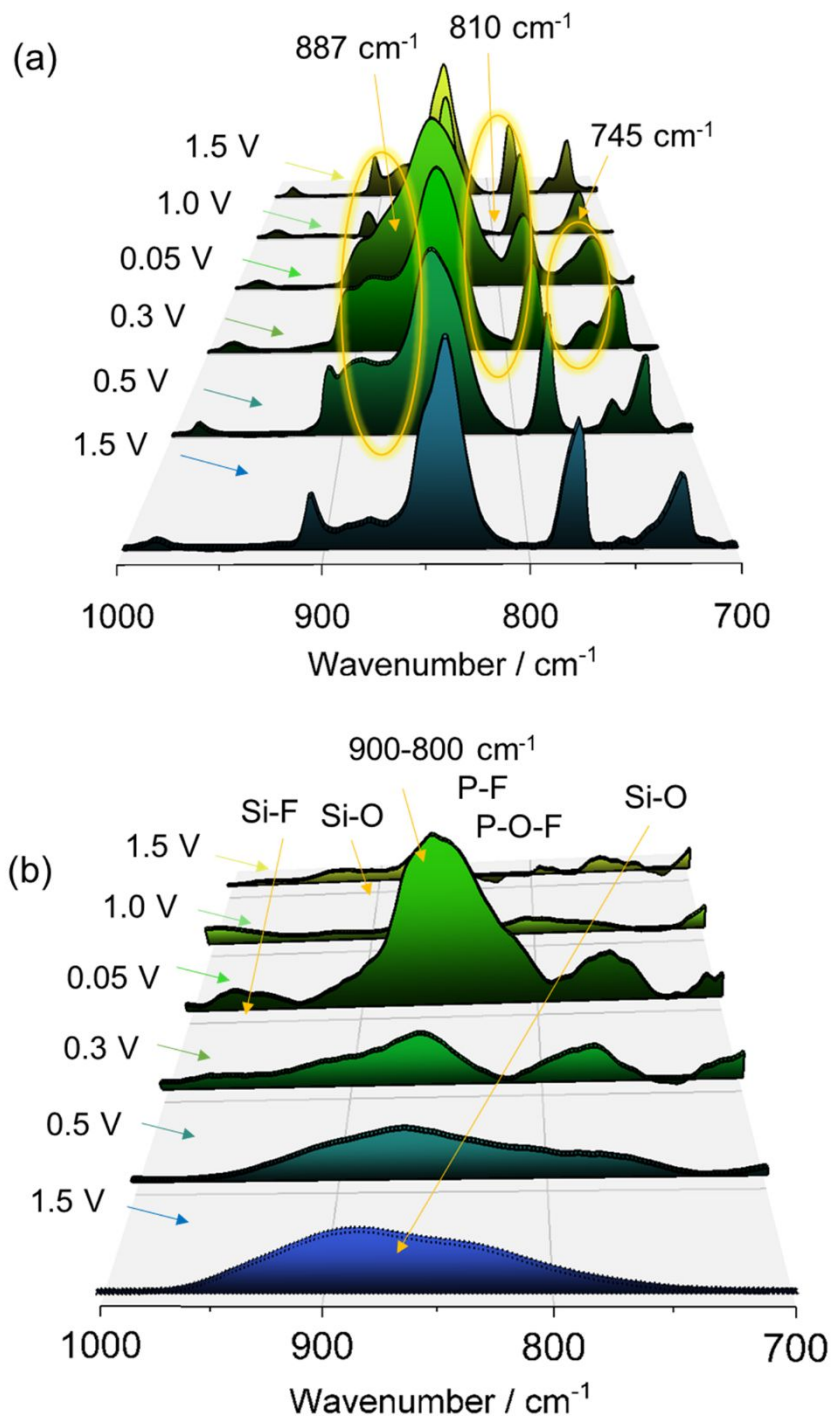 (a)
887 cm⁻¹
810 cm⁻¹
745 cm⁻¹
1.5 V
1.0 V
0.05 V
0.3 V
0.5 V
1.5 V
1000 900 800 700
Wavenumber / cm⁻¹
(b)
900-800 cm⁻¹
P-F
Si-F Si-O P-O-F Si-O
1.5 V
1.0 V
0.05 V
0.3 V
0.5 V
1.5 V
1000 900 800 700
Wavenumber / cm⁻¹